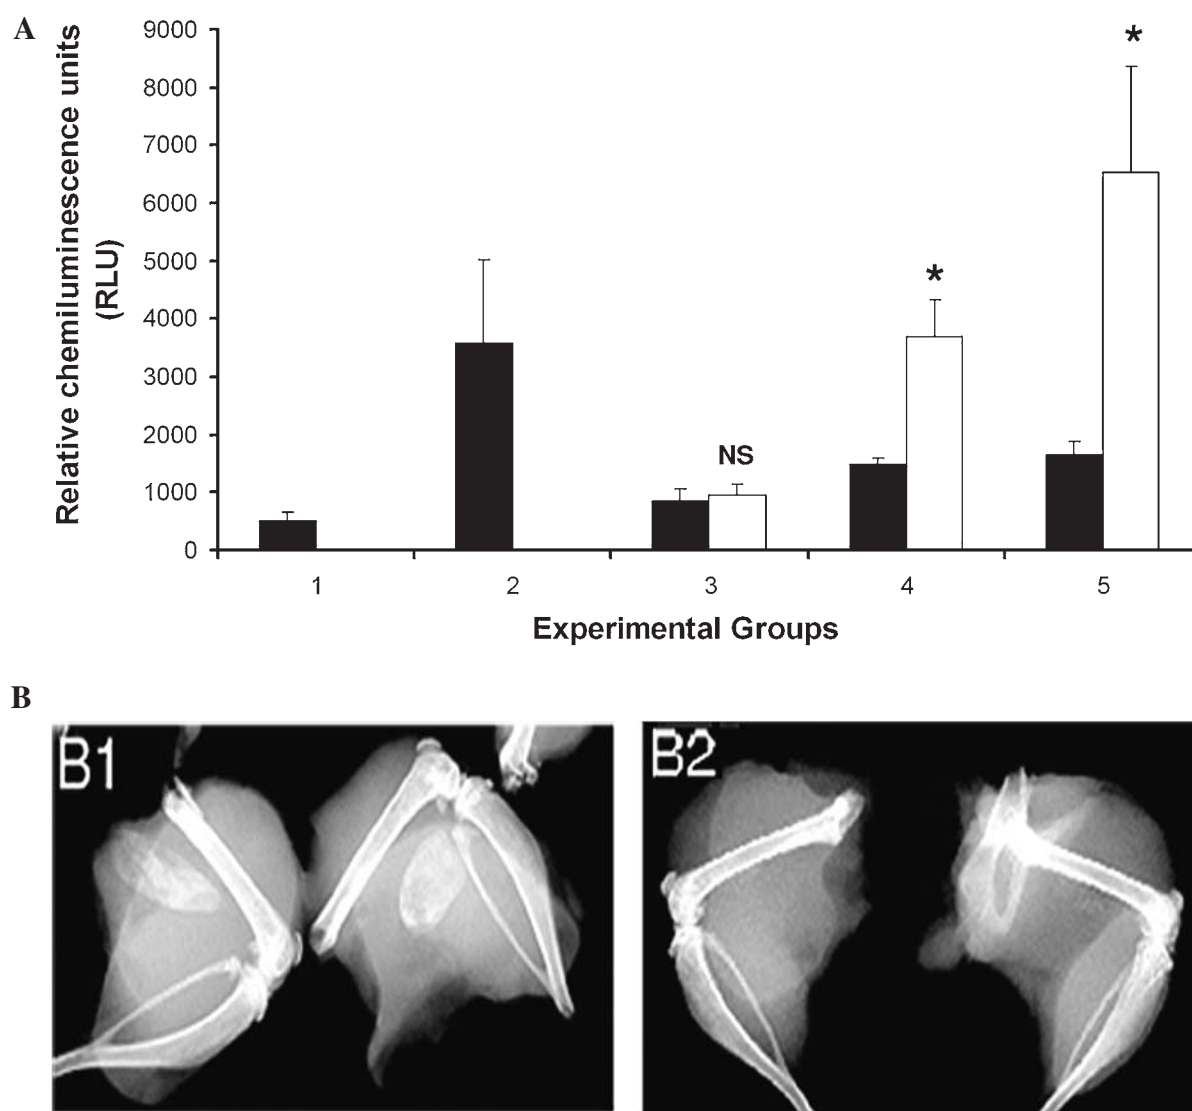 A
Relative chemiluminescence units
(RLU)
9000
8000
7000
6000
5000
4000
3000
2000
1000
0
NS
*
*
1 2 3 4 5
Experimental Groups
B
B1
B2